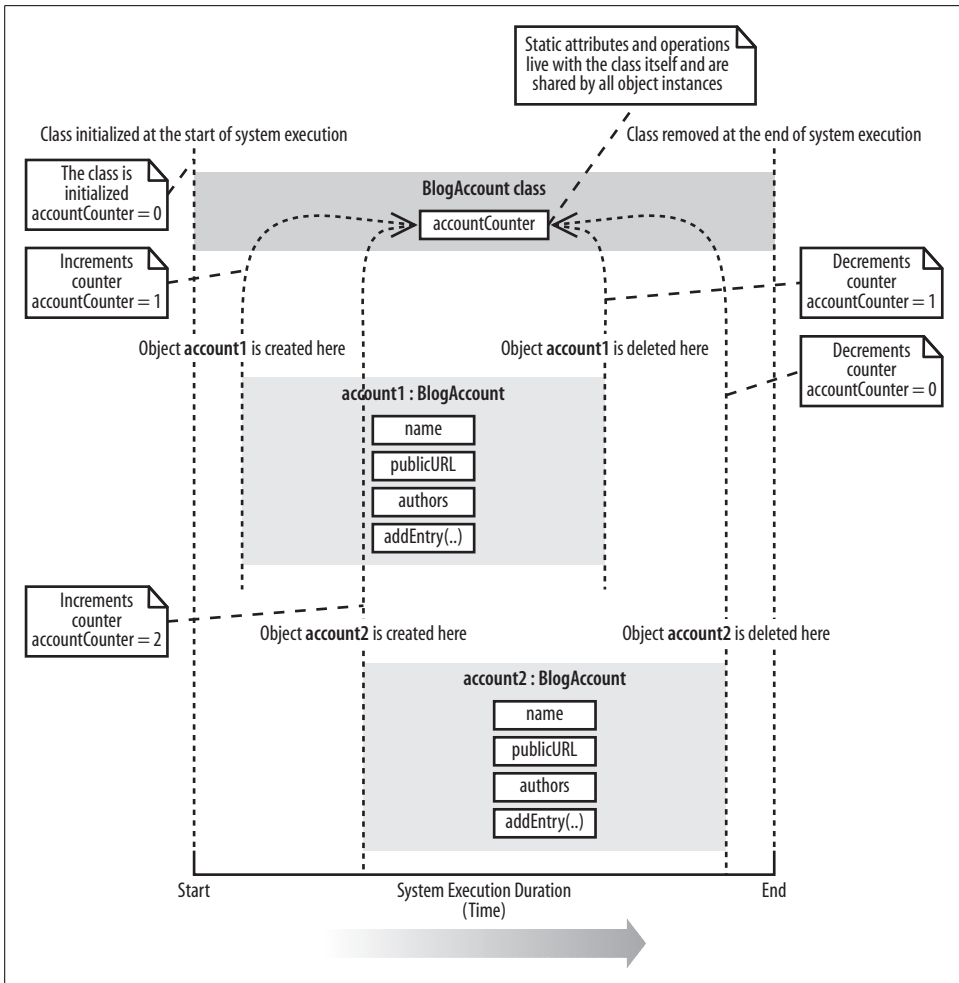 Static attributes and operations
live with the class itself and are
shared by all object instances
Class initialized at the start of system execution
Class removed at the end of system execution
The class is
initialized
accountCounter = 0
BlogAccount class
accountCounter
Increments
counter
accountCounter = 1
Decrements
counter
accountCounter = 1
Object account1 is created here
Object account1 is deleted here
Decrements
counter
accountCounter = 0
account1 : BlogAccount
name
publicURL
authors
addEntry(..)
Increments
counter
accountCounter = 2
Object account2 is created here
Object account2 is deleted here
account2 : BlogAccount
name
publicURL
authors
addEntry(..)
Start
System Execution Duration
(Time)
End